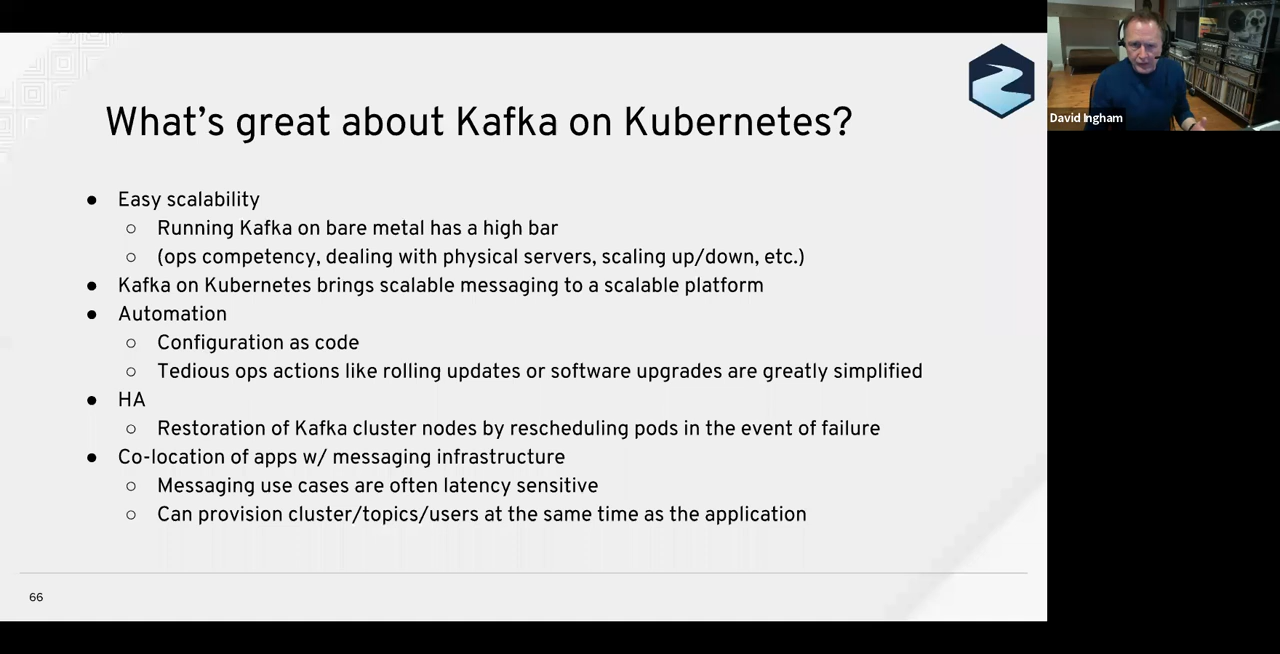 What's great about Kafka on Kubernetes?
● Easy scalability
○ Running Kafka on bare metal has a high bar
○ (ops competency, dealing with physical servers, scaling up/down, etc.)
● Kafka on Kubernetes brings scalable messaging to a scalable platform
● Automation
○ Configuration as code
○ Tedious ops actions like rolling updates or software upgrades are greatly simplified
● HA
○ Restoration of Kafka cluster nodes by rescheduling pods in the event of failure
● Co-location of apps w/ messaging infrastructure
○ Messaging use cases are often latency sensitive
○ Can provision cluster/topics/users at the same time as the application
66
David Ingham